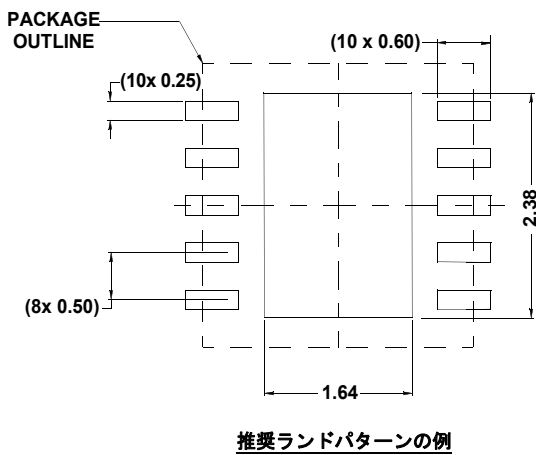 PACKAGE
OUTLINE
(10 x 0.60)
(10x 0.25)
2.38
(8x 0.50)
1.64
推奨ランドパターンの例